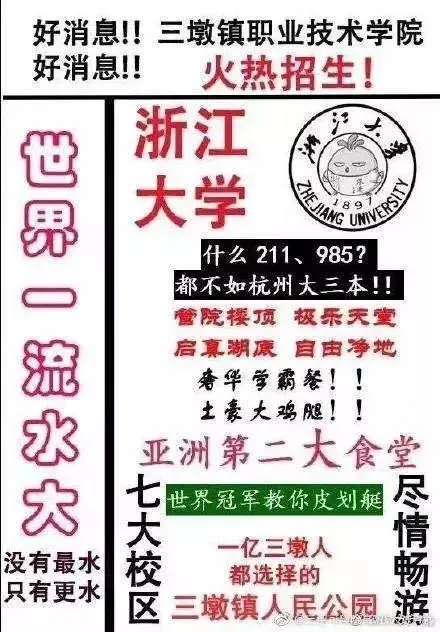 好消息!! 三墩镇职业技术学院
好消息!! 火热招生!
世界一流水大
没有最水
只有更水
浙江
大学
浙江大学
1897
ZHEJIANG UNIVERSITY
什么 211、985?
都不如杭州大三本!!
管院楼顶 极乐天堂
启真湖底 自由净地
奢华学霸餐!!
土豪大鸡腿!!
亚洲第二大食堂
七大校区
世界冠军教你皮划艇
一亿三墩人
都选择的
三墩镇人民公园
尽情畅游